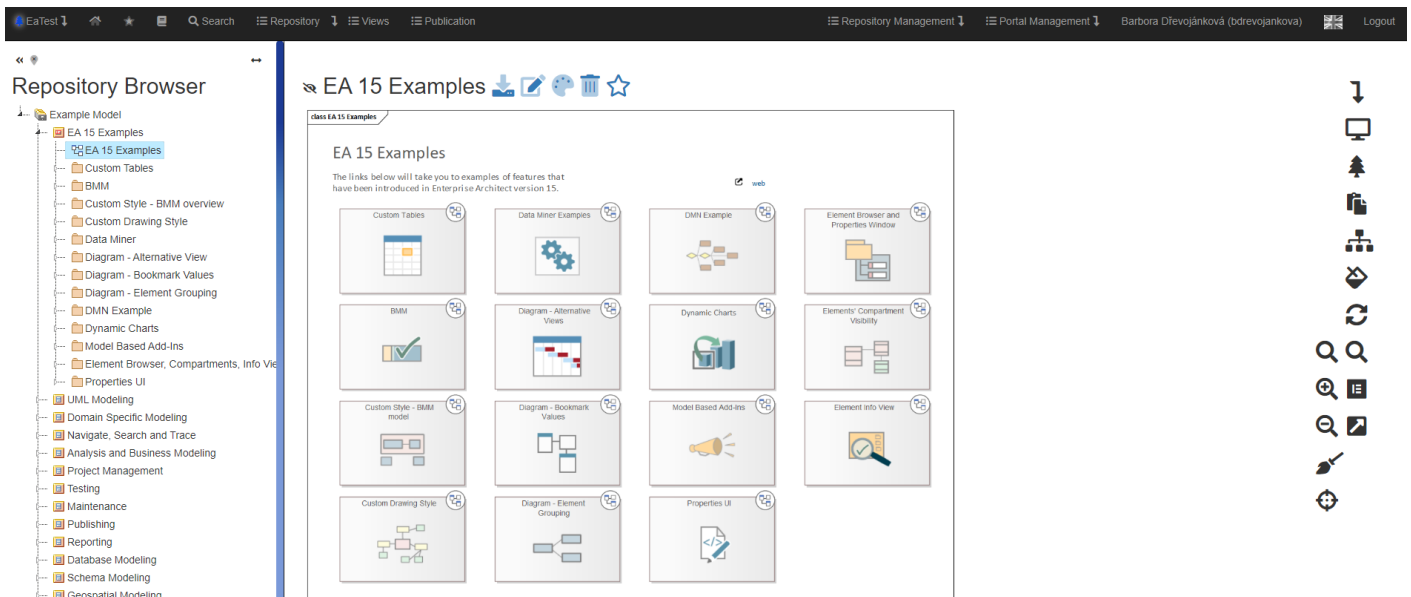 EaTest
Search
Repository
Views
Publication
Repository Management
Portal Management
Barbora Dřevojánková (bdrevojankova)
Logout
Repository Browser
Example Model
EA 15 Examples
EA 15 Examples
Custom Tables
BMM
Custom Style - BMM overview
Custom Drawing Style
Data Miner
Diagram - Alternative View
Diagram - Bookmark Values
Diagram - Element Grouping
DMN Example
Dynamic Charts
Model Based Add-Ins
Element Browser, Compartments, Info Vie
Properties UI
UML Modeling
Domain Specific Modeling
Navigate, Search and Trace
Analysis and Business Modeling
Project Management
Testing
Maintenance
Publishing
Reporting
Database Modeling
Schema Modeling
Geospatial Modeling
EA 15 Examples
class EA 15 Examples
EA 15 Examples
The links below will take you to examples of features that
have been introduced in Enterprise Architect version 15.
web
Custom Tables
Data Miner Examples
DMN Example
Element Browser and
Properties Window
BMM
Diagram - Alternative
Views
Dynamic Charts
Elements' Compartment
Visibility
Custom Style - BMM
model
Diagram - Bookmark
Values
Model Based Add-Ins
Element Info View
Custom Drawing Style
Diagram - Element
Grouping
Properties UI